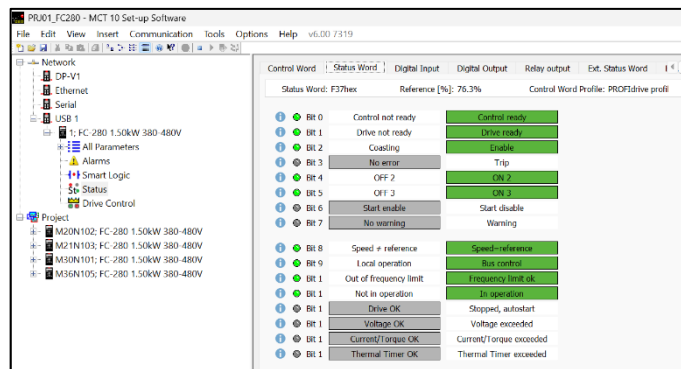 PRJ01_FC280 - MCT 10 Set-up Software
File Edit View Insert Communication Tools Options Help v6.00 7319
Network
DP-V1
Ethernet
Serial
USB 1
1; FC-280 1.50kW 380-480V
All Parameters
Alarms
Smart Logic
Status
Drive Control
Project
M20N102; FC-280 1.50kW 380-480V
M21N103; FC-280 1.50kW 380-480V
M30N101; FC-280 1.50kW 380-480V
M36N105; FC-280 1.50kW 380-480V
Control Word Status Word Digital Input Digital Output Relay output Ext. Status Word
Status Word: F37hex Reference [%]: 76.3% Control Word Profile: PROFIdrive profil
Bit 0 Control not ready Control ready
Bit 1 Drive not ready Drive ready
Bit 2 Coasting Enable
Bit 3 No error Trip
Bit 4 OFF 2 ON 2
Bit 5 OFF 3 ON 3
Bit 6 Start enable Start disable
Bit 7 No warning Warning
Bit 8 Speed ≠ reference Speed=reference
Bit 9 Local operation Bus control
Bit 1 Out of frequency limit Frequency limit ok
Bit 1 Not in operation In operation
Bit 1 Drive OK Stopped, autostart
Bit 1 Voltage OK Voltage exceeded
Bit 1 Current/Torque OK Current/Torque exceeded
Bit 1 Thermal Timer OK Thermal Timer exceeded